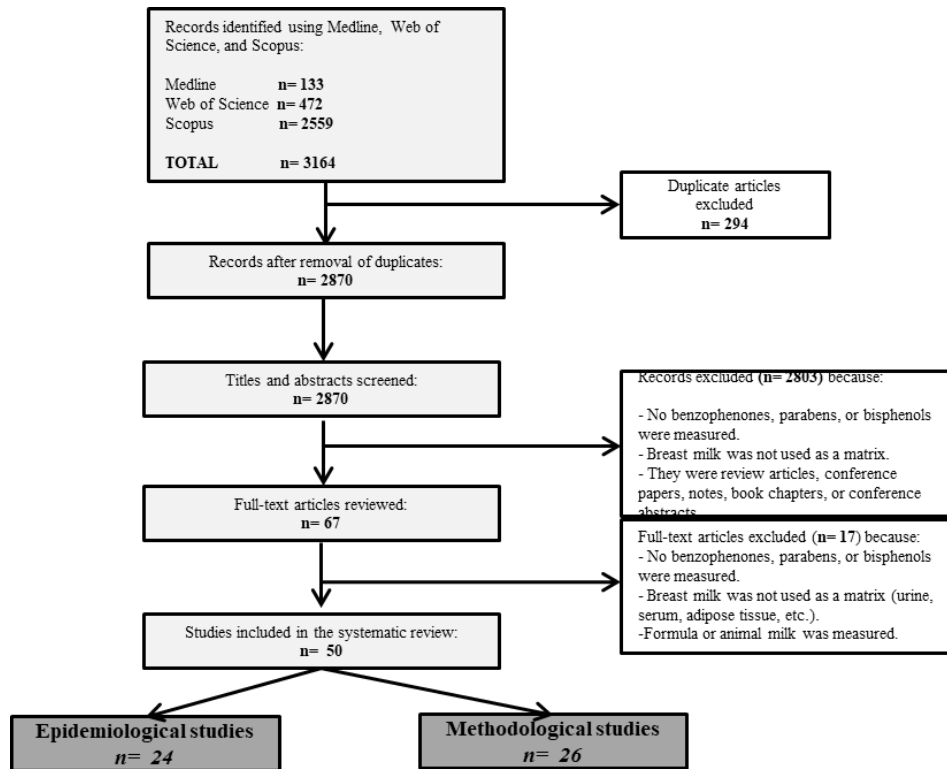 Records identified using Medline, Web of
Science, and Scopus:
Medline n= 133
Web of Science n= 472
Scopus n= 2559
TOTAL n= 3164
Duplicate articles
excluded
n= 294
Records after removal of duplicates:
n= 2870
Titles and abstracts screened:
n= 2870
Records excluded (n= 2803) because:
- No benzophenones, parabens, or bisphenols
were measured.
- Breast milk was not used as a matrix.
- They were review articles, conference
papers, notes, book chapters, or conference
abstracts
Full-text articles reviewed:
n= 67
Full-text articles excluded (n= 17) because:
- No benzophenones, parabens, or bisphenols
were measured.
- Breast milk was not used as a matrix (urine,
serum, adipose tissue, etc.).
-Formula or animal milk was measured.
Studies included in the systematic review:
n= 50
Epidemiological studies
n= 24
Methodological studies
n= 26